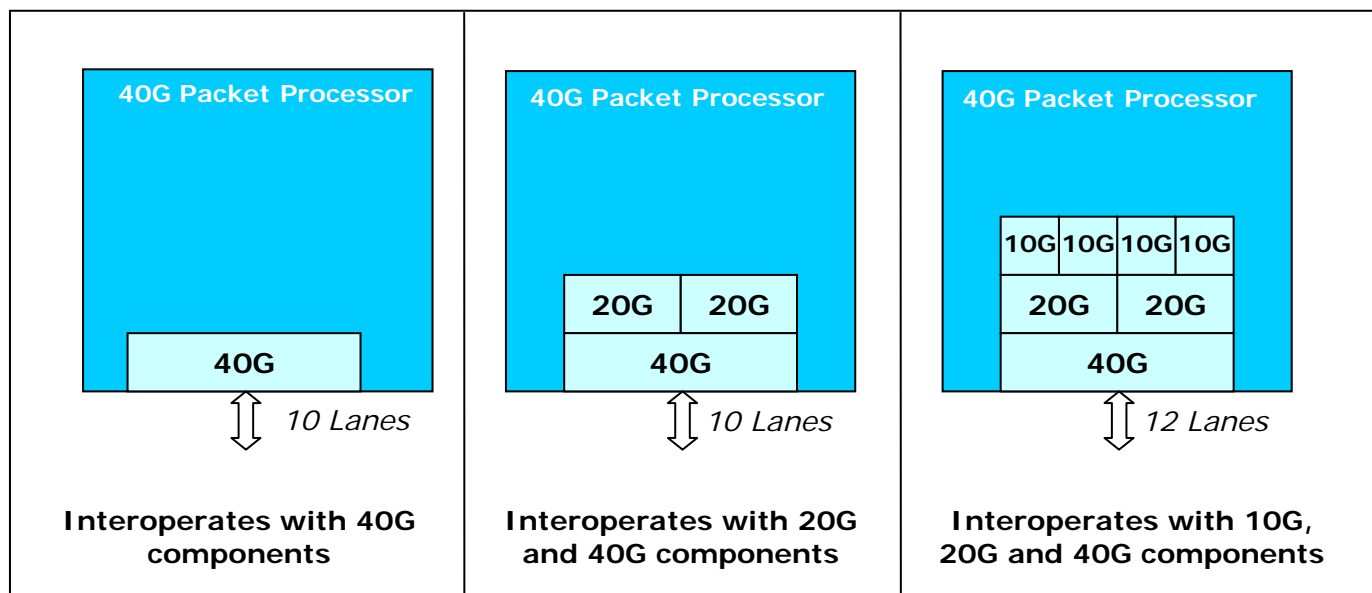 40G Packet Processor
40G
10 Lanes
Interoperates with 40G
components
40G Packet Processor
20G 20G
40G
10 Lanes
Interoperates with 20G
and 40G components
40G Packet Processor
10G 10G 10G 10G
20G 20G
40G
12 Lanes
Interoperates with 10G,
20G and 40G components